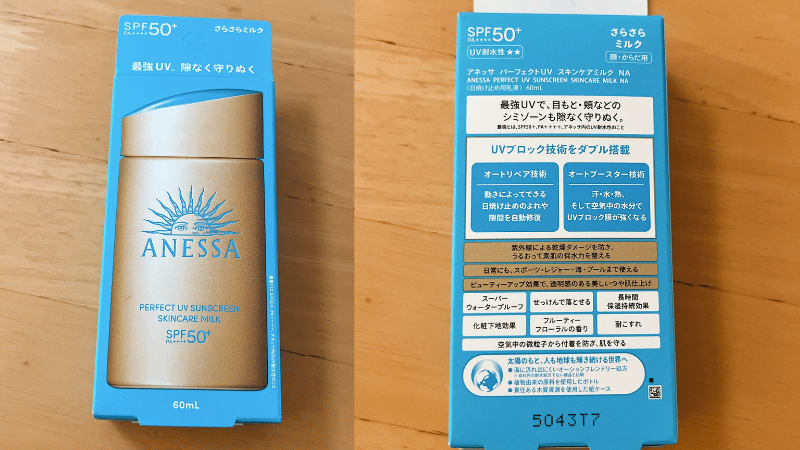 SPF50+
PA++++
さらさらミルク
最強UV*で、隙なく守りぬく
ANESSA
PERFECT UV SUNSCREEN
SKINCARE MILK
SPF50+
PA++++
60mL
SPF50+
PA++++
UV耐水性★★
さらさら
ミルク
顔・からだ用
アネッサ パーフェクトUV スキンケアミルク NA
ANESSA PERFECT UV SUNSCREEN SKINCARE MILK NA
〈日焼け止め用乳液〉 60mL
最強UVで、目もと・頬などの
シミゾーンも隙なく守りぬく。
最強とは、SPF50+、PA++++、アネッサ内のUV耐水性のこと
UVブロック技術をダブル搭載
オートリペア技術
動きによってできる
日焼け止めのよれや
隙間を自動修復
オートブースター技術
汗・水・熱、
そして空気中の水分で
UVブロック膜が強くなる
紫外線による乾燥ダメージを防ぎ、
うるおって素肌の保水力を整える
日常にも、スポーツ・レジャー・海・プールまで使える
ビューティーアップ効果で、透明感のある美しいつや肌仕上げ
スーパー
ウォータープルーフ
せっけんで落とせる
長時間
保湿持続効果
化粧下地効果
フルーティー
フローラルの香り
耐こすれ
空気中の微粒子から付着を防ぎ、肌を守る
太陽のもと、人も地球も輝き続ける世界へ
●海に流れ出にくいオーシャンフレンドリー処方
●植物由来の原料を使用したボトル
●責任ある木質資源を使用した紙ケース
5043T7